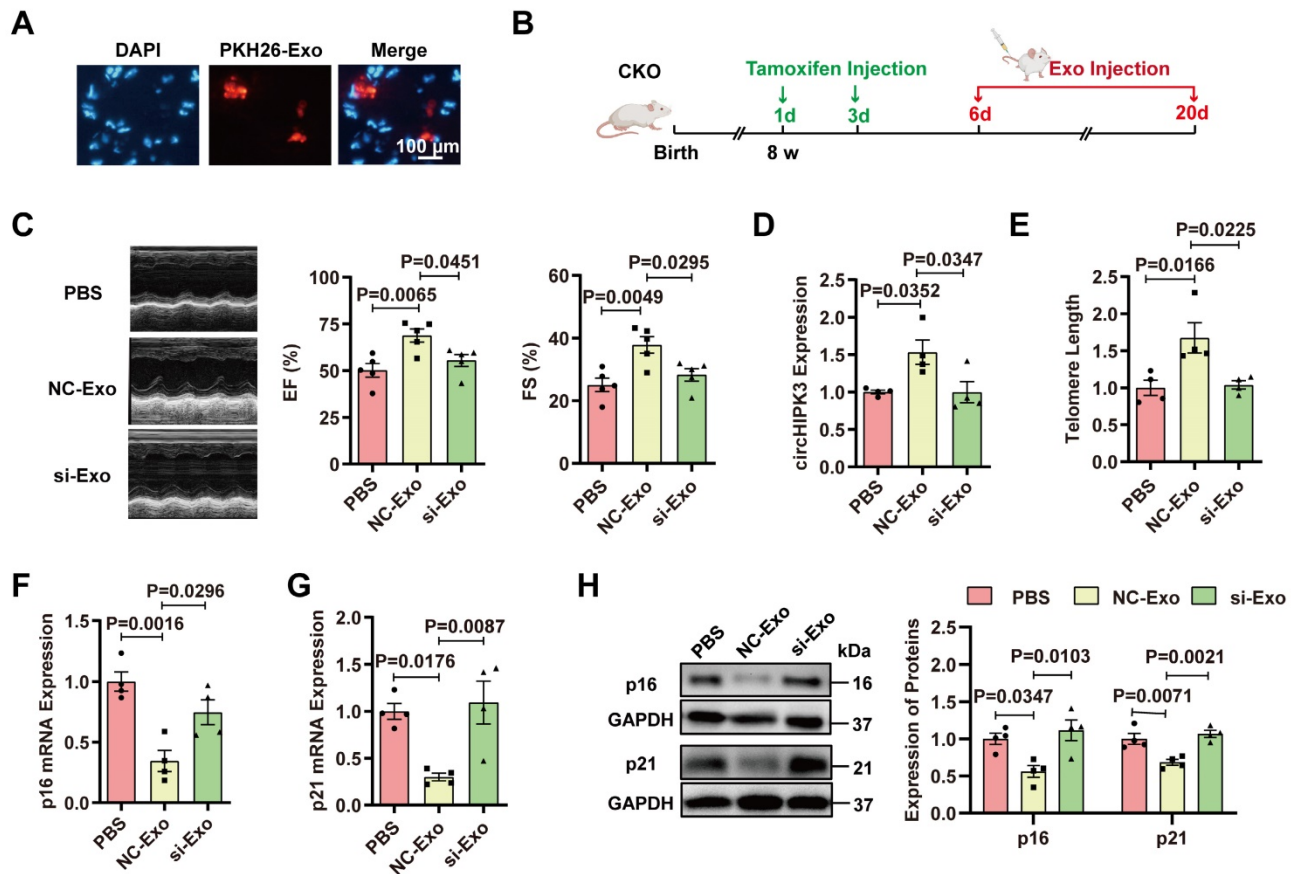 A
DAPI
PKH26-Exo
Merge
100 μm
B
CKO
Tamoxifen Injection
Exo Injection
1d
3d
6d
20d
Birth
8 w
C
PBS
NC-Exo
si-Exo
EF (%)
100
75
50
25
0
P=0.0451
P=0.0065
PBS
NC-Exo
si-Exo
FS (%)
60
40
20
0
P=0.0295
P=0.0049
PBS
NC-Exo
si-Exo
D
circHIPK3 Expression
2.5
2.0
1.5
1.0
0.5
0.0
P=0.0347
P=0.0352
PBS
NC-Exo
si-Exo
E
Telomere Length
2.5
2.0
1.5
1.0
0.5
0.0
P=0.0225
P=0.0166
PBS
NC-Exo
si-Exo
F
p16 mRNA Expression
1.5
1.0
0.5
0.0
P=0.0296
P=0.0016
PBS
NC-Exo
si-Exo
G
p21 mRNA Expression
2.0
1.5
1.0
0.5
0.0
P=0.0087
P=0.0176
PBS
NC-Exo
si-Exo
H
PBS
NC-Exo
si-Exo
kDa
p16
16
GAPDH
37
p21
21
GAPDH
37
PBS
NC-Exo
si-Exo
Expression of Proteins
2.5
2.0
1.5
1.0
0.5
0.0
P=0.0103
P=0.0347
P=0.0021
P=0.0071
p16
p21